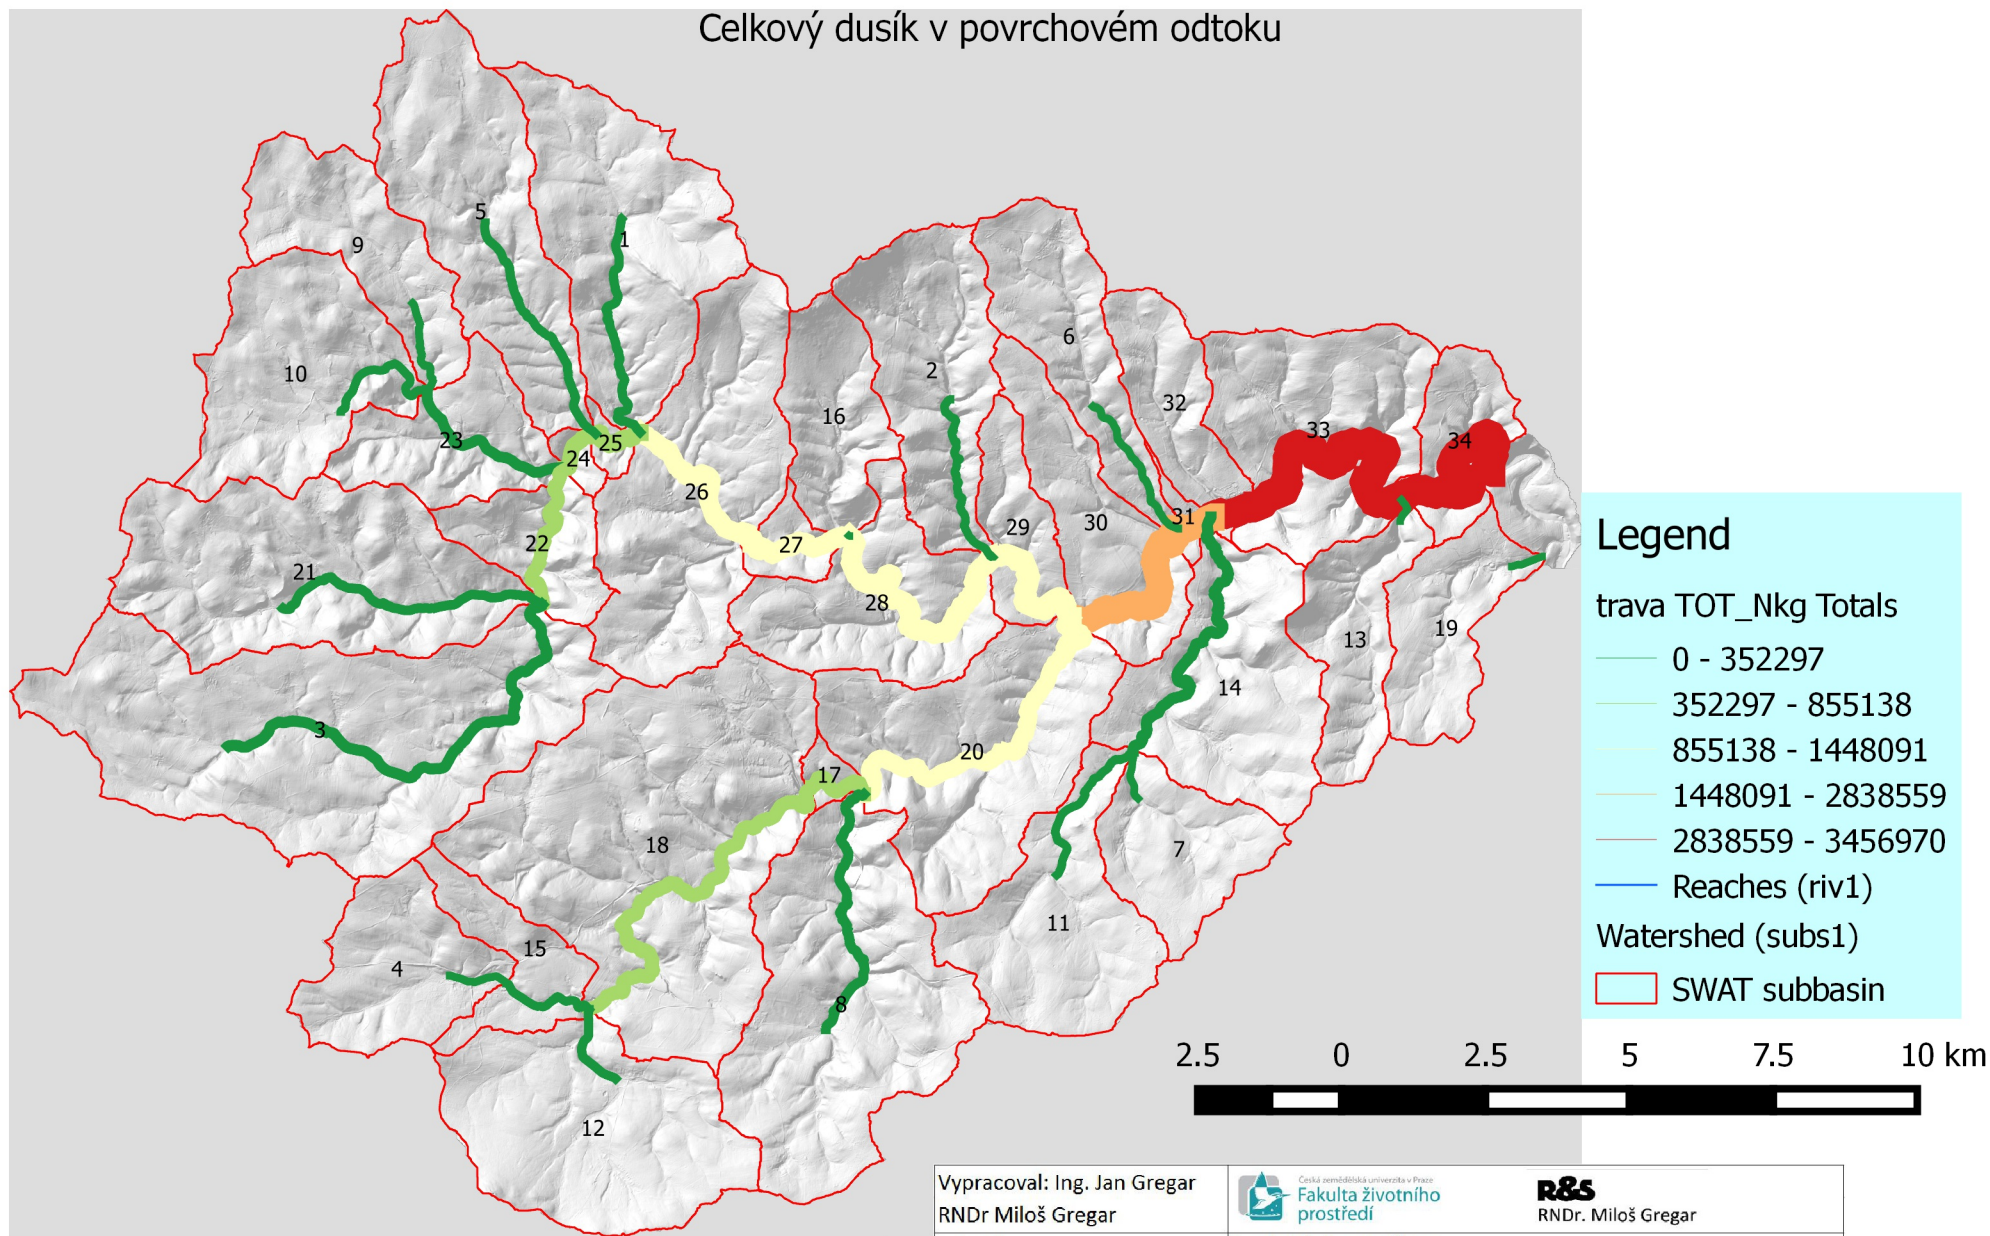 Celkový dusík v povrchovém odtoku
5
1
9
10
6
2
16
32
23
24
25
33
34
26
29
30
31
27
22
21
28
13
19
14
3
20
17
18
7
11
15
4
8
12
Legend
trava TOT_Nkg Totals
0 - 352297
352297 - 855138
855138 - 1448091
1448091 - 2838559
2838559 - 3456970
Reaches (riv1)
Watershed (subs1)
SWAT subbasin
2.5 0 2.5 5 7.5 10 km
Vypracoval: Ing. Jan Gregar
RNDr Miloš Gregar
Česká zemědělská univerzita v Praze
Fakulta životního
prostředí
R&S
RNDr. Miloš Gregar